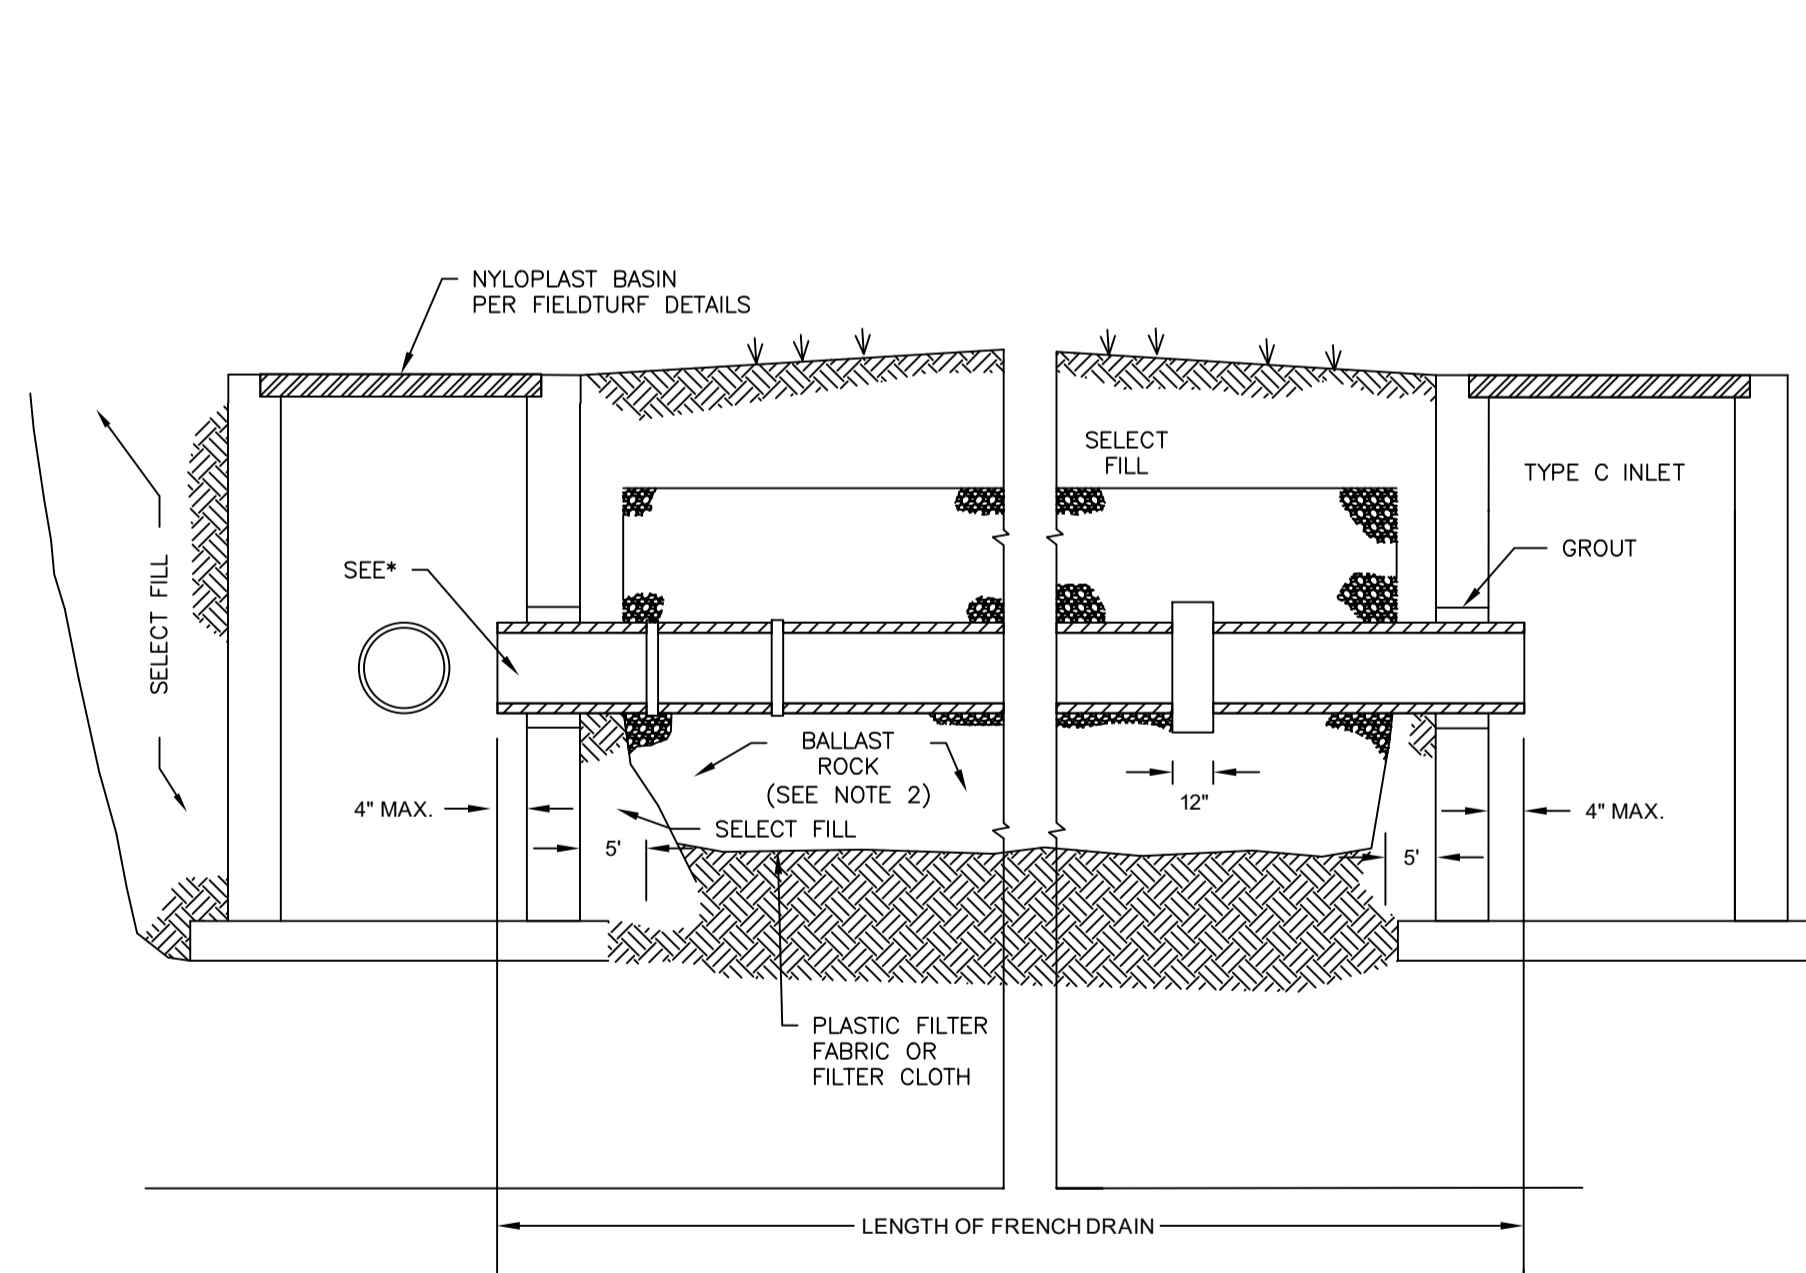 NYLOPLAST BASIN
PER FIELDTURF DETAILS
SELECT
FILL
TYPE C INLET
GROUT
SEE*
SELECT FILL
BALLAST
ROCK
(SEE NOTE 2)
12"
4" MAX.
4" MAX.
SELECT FILL
5'
5'
PLASTIC FILTER
FABRIC OR
FILTER CLOTH
LENGTH OF FRENCH DRAIN